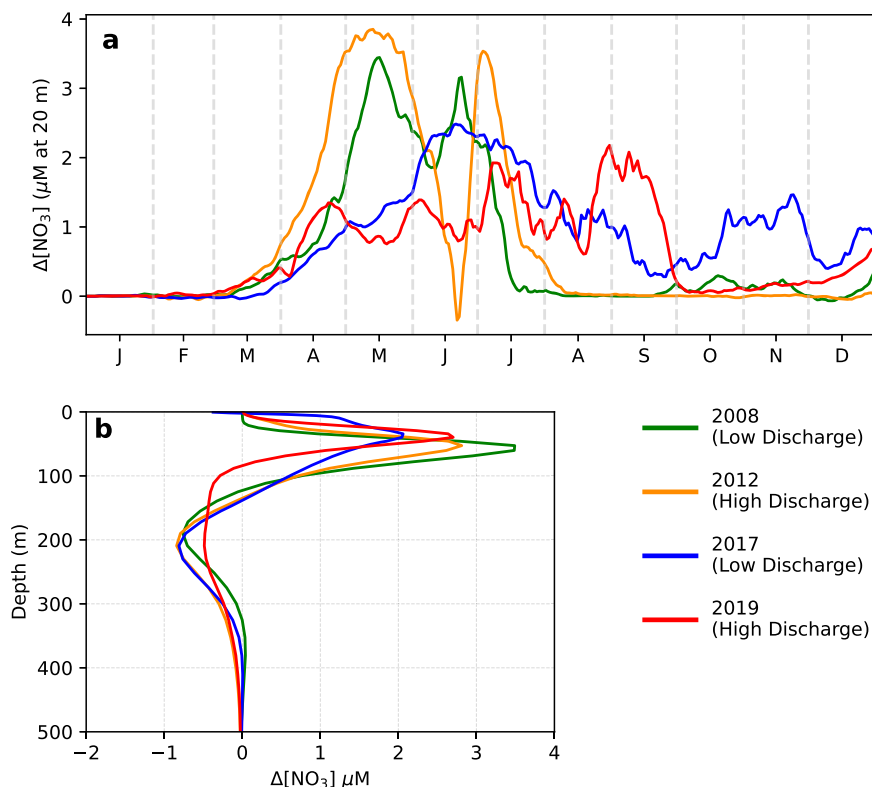 a
Δ[NO₃] (μM at 20 m)
4
3
2
1
0
J F M A M J J A S O N D
b
Depth (m)
0
100
200
300
400
500
−2 −1 0 1 2 3 4
Δ[NO₃] μM
2008
(Low Discharge)
2012
(High Discharge)
2017
(Low Discharge)
2019
(High Discharge)